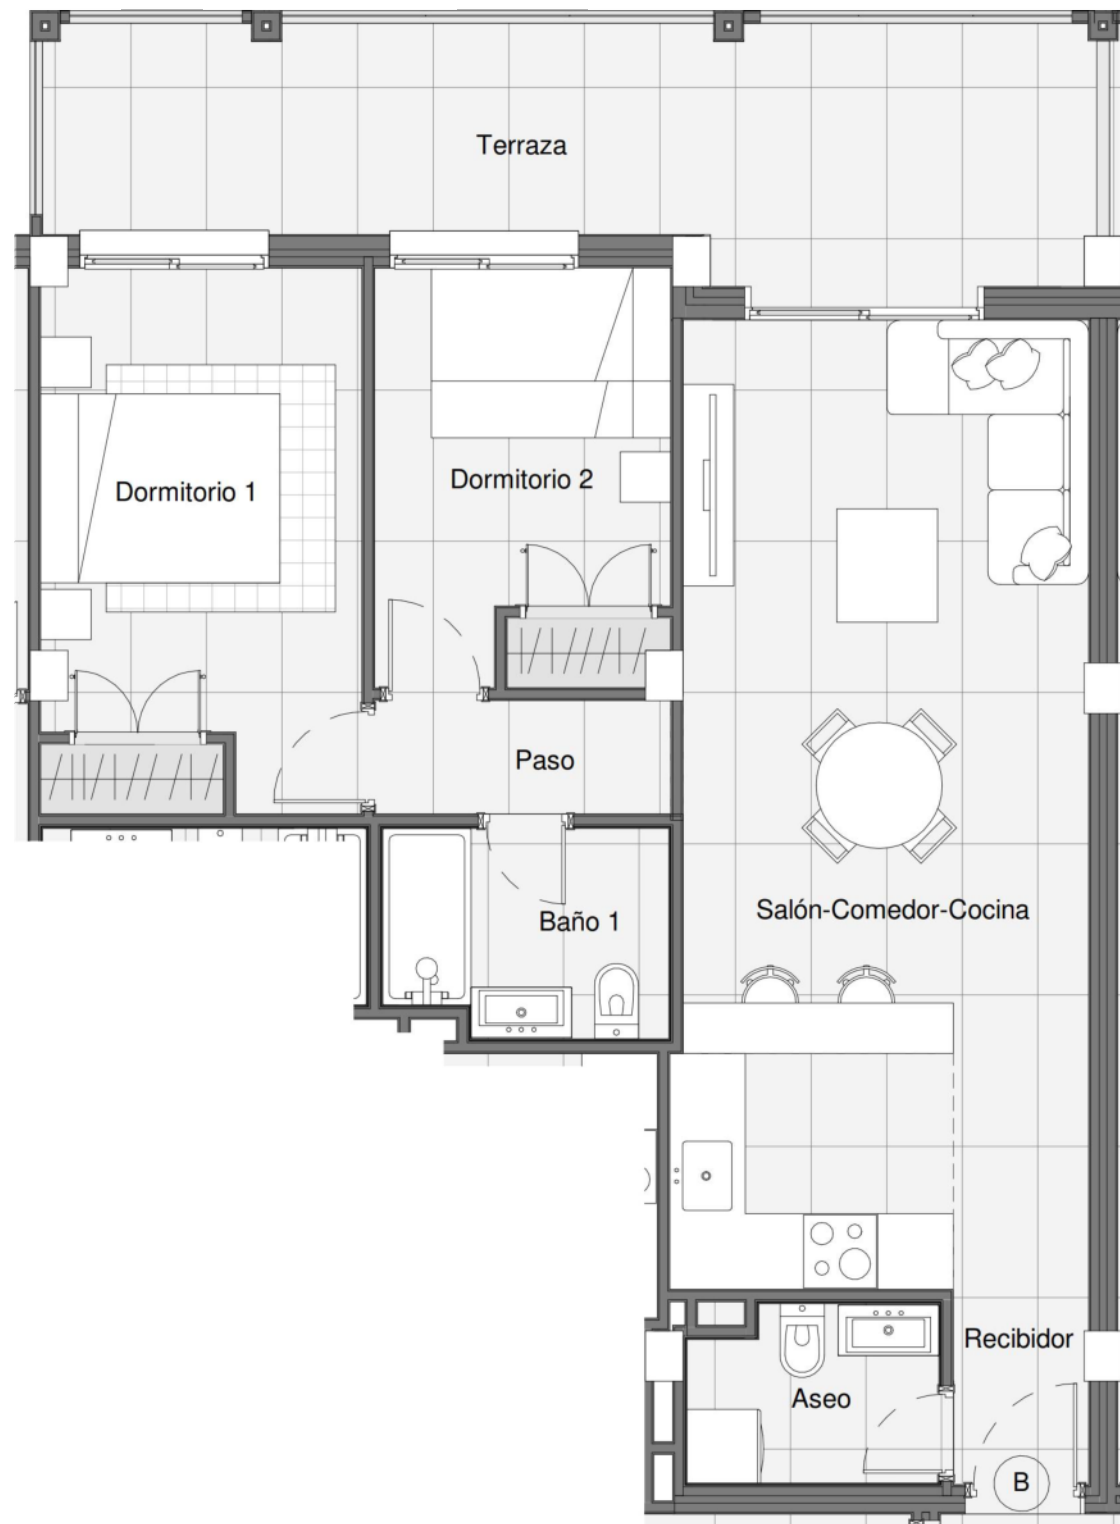 Terraza
Dormitorio 1
Dormitorio 2
Paso
Baño 1
Salón-Comedor-Cocina
Recibidor
Aseo
B